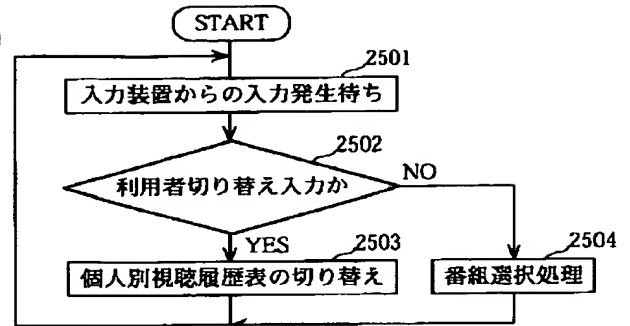 START
2501
入力装置からの入力発生待ち
2502
利用者切り替え入力か
NO
YES
2503
個人別視聴履歴表の切り替え
2504
番組選択処理